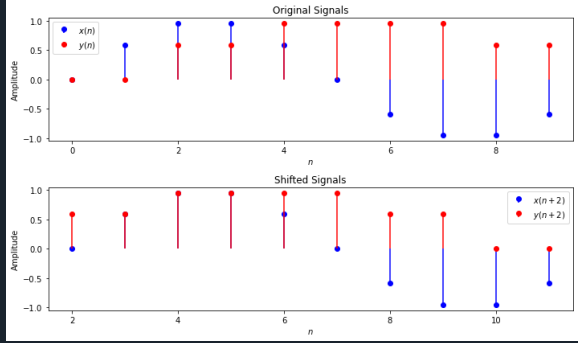 Original Signals
x(n)
y(n)
Amplitude
1.0
0.5
0.0
−0.5
−1.0
0 2 4 6 8
n
Shifted Signals
x(n+2)
y(n+2)
Amplitude
1.0
0.5
0.0
−0.5
−1.0
2 4 6 8 10
n